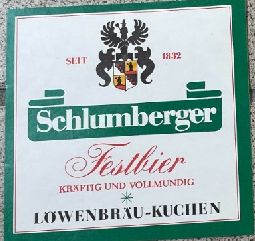 SEIT 1832
Schlumberger
Festbier
KRÄFTIG UND VOLLMUNDIG
LÖWENBRÄU-KUCHEN